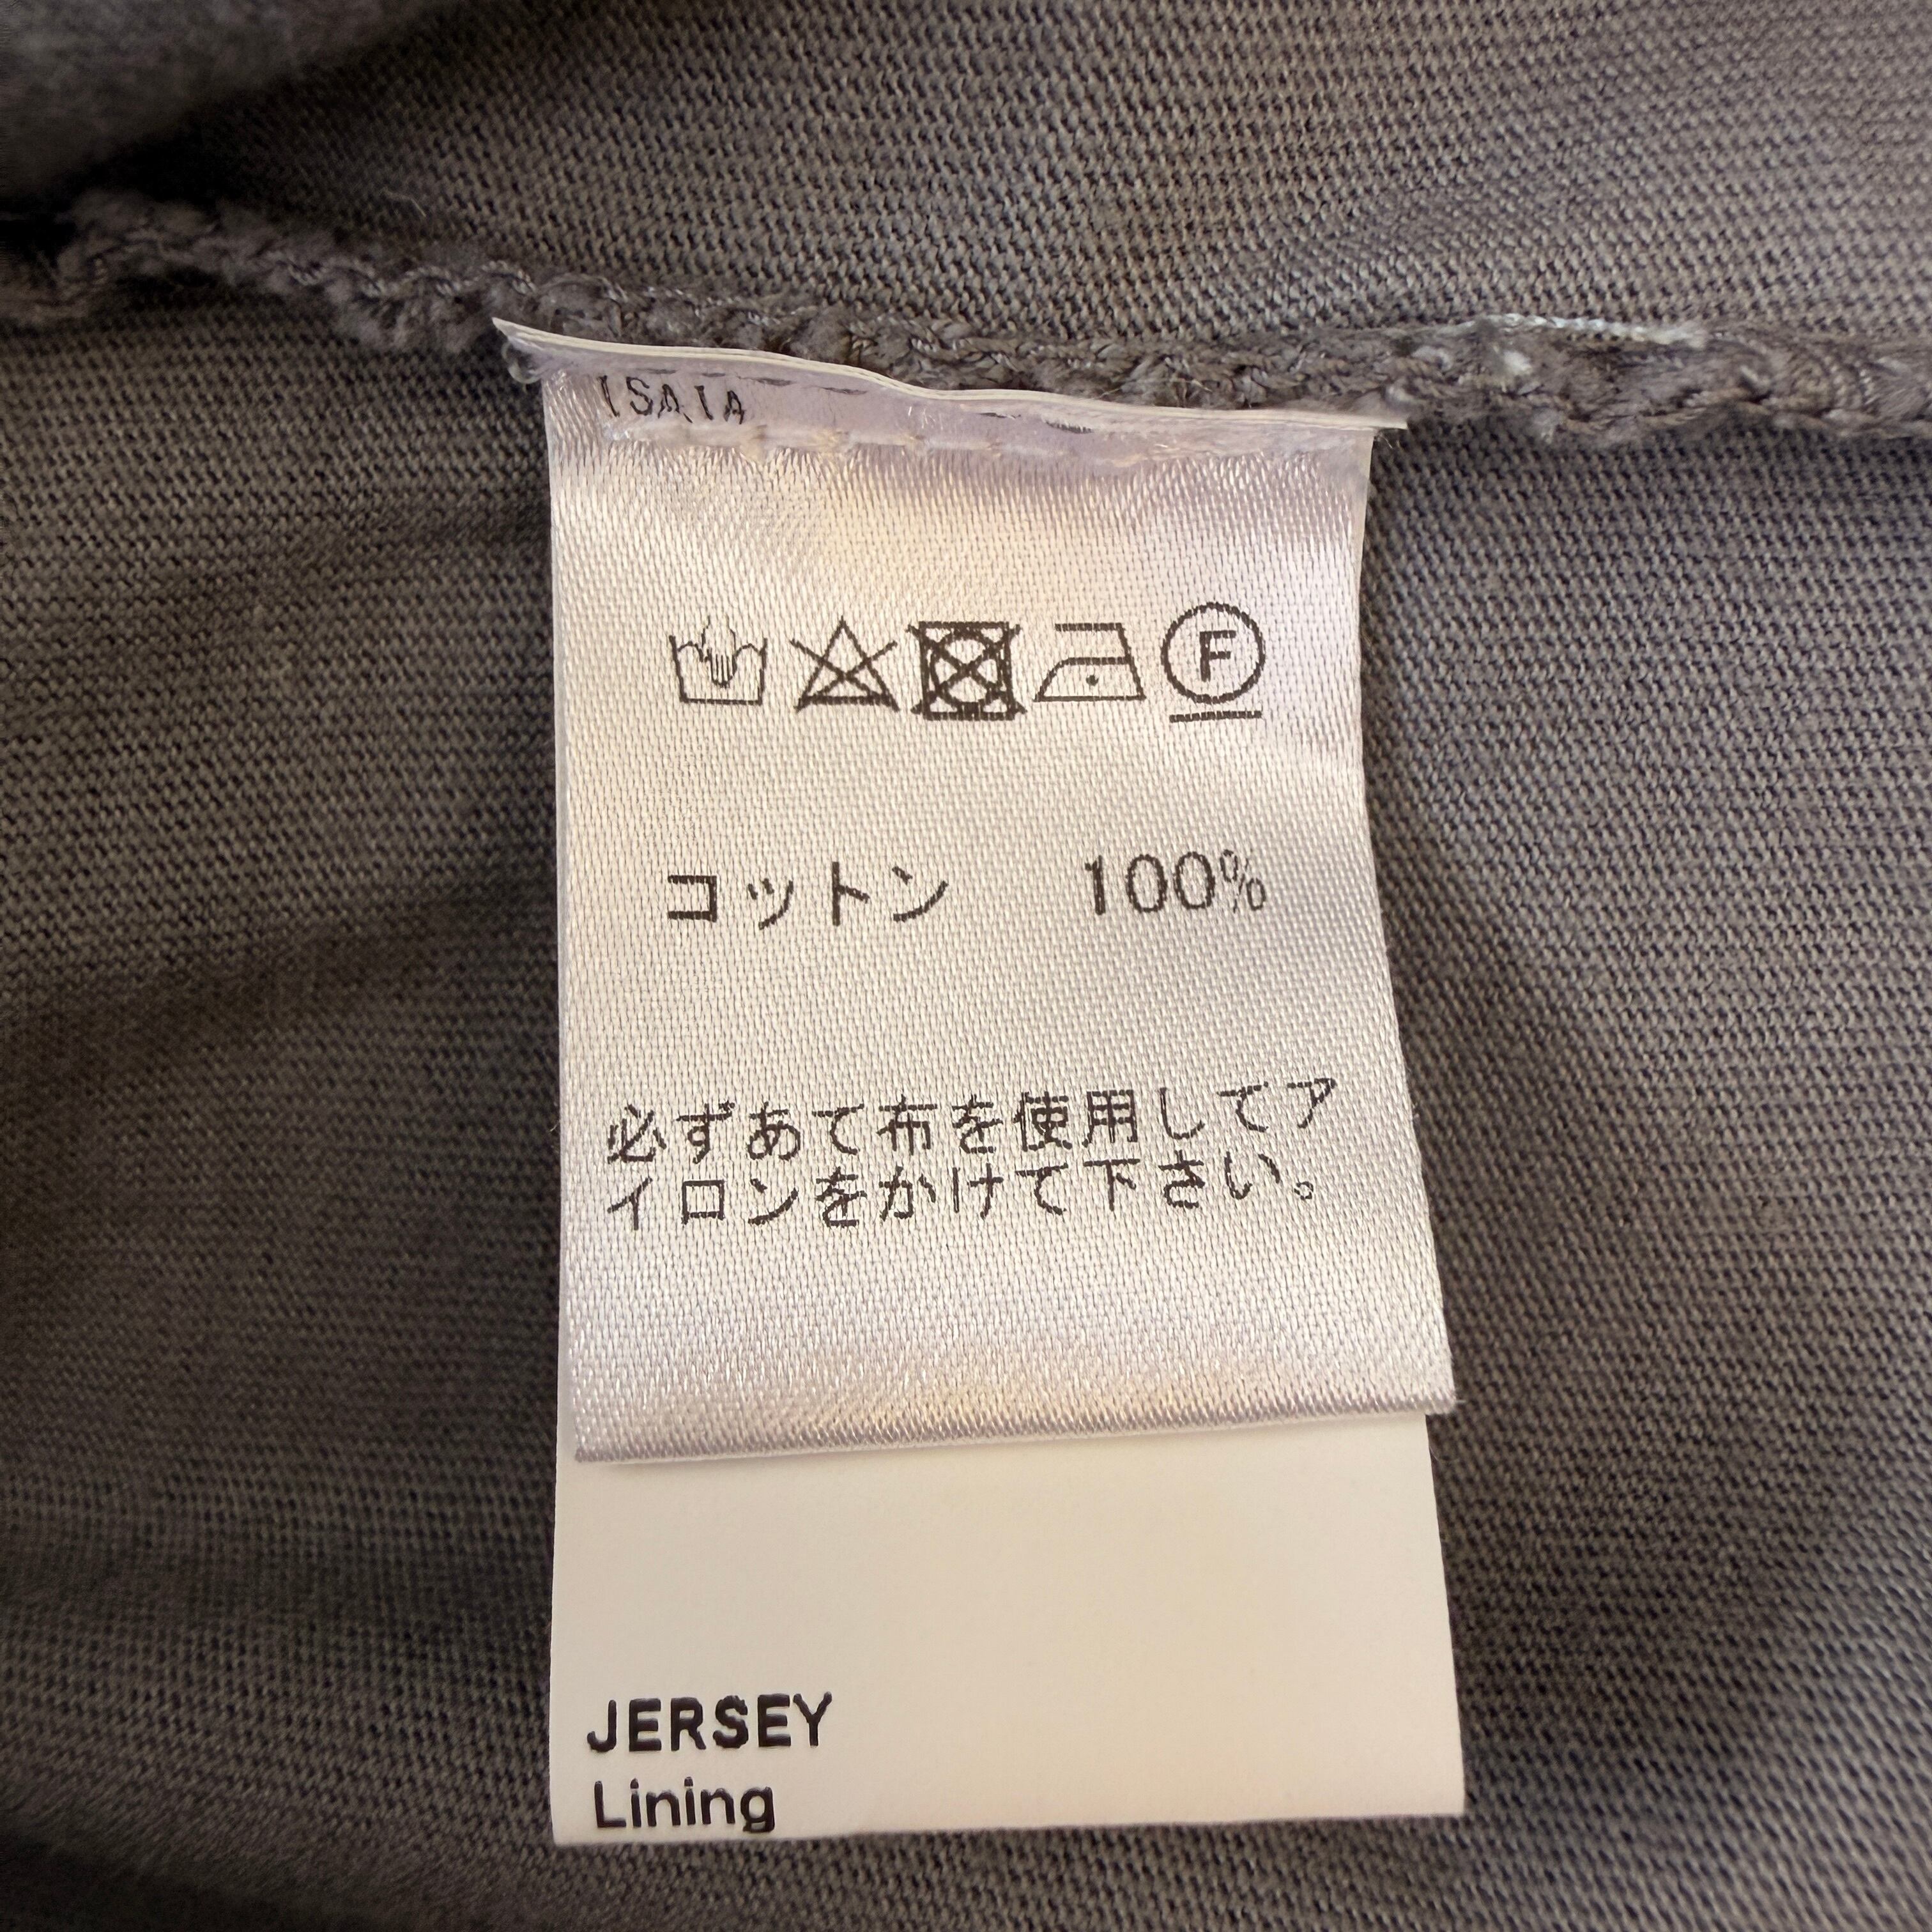 ISAIA
F
コットン 100%
必ずあて布を使用してア
イロンをかけて下さい。
JERSEY
Lining